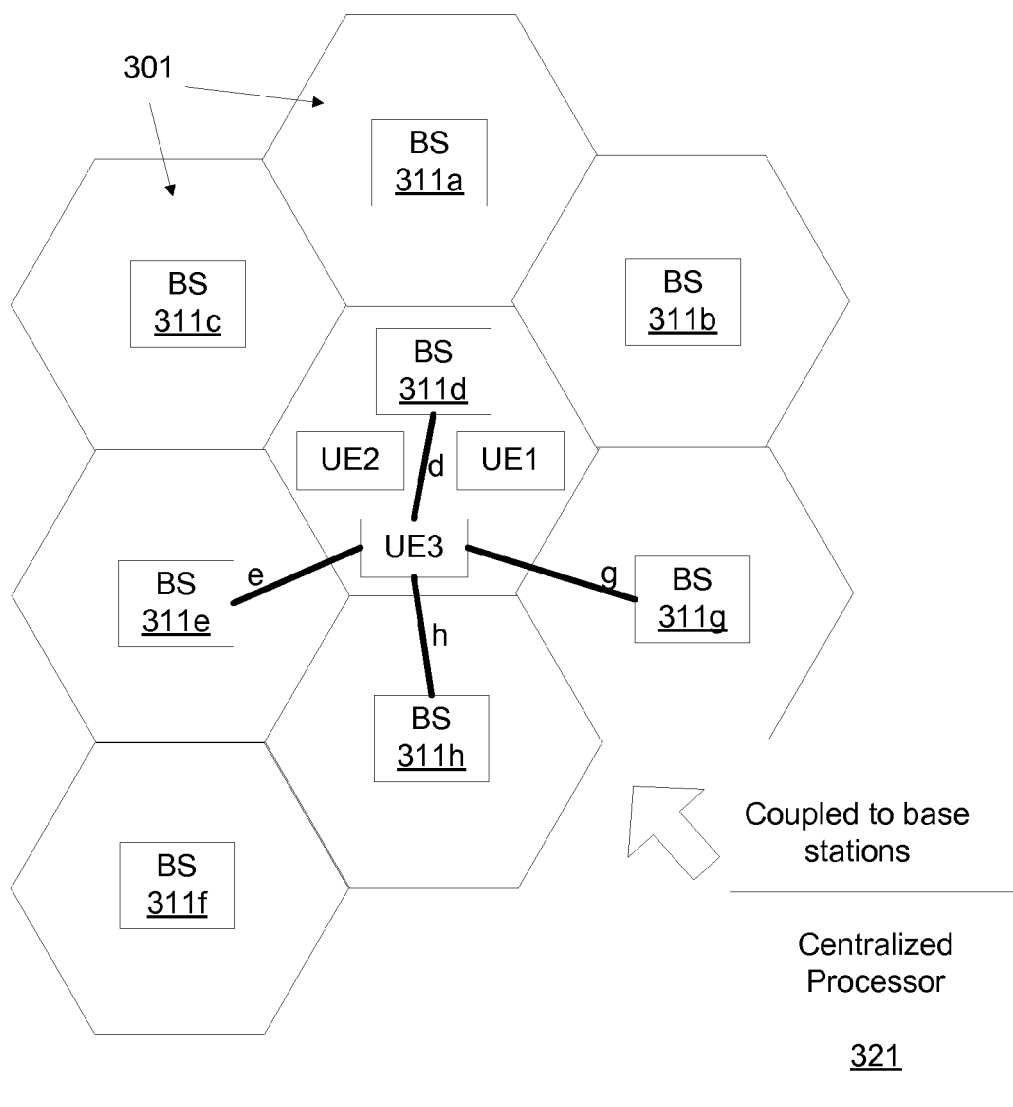 301
BS
311a
BS
311c
BS
311b
BS
311d
UE2
d
UE1
UE3
e
g
BS
311e
BS
311g
h
BS
311h
Coupled to base
stations
BS
311f
Centralized
Processor
321